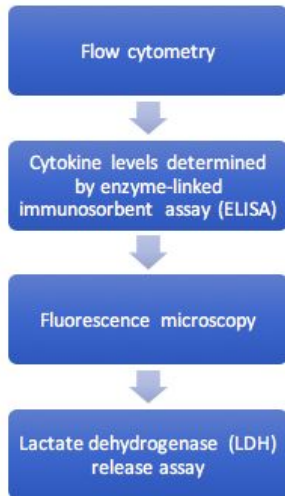 Flow cytometry
Cytokine levels determined
by enzyme-linked
immunosorbent assay (ELISA)
Fluorescence microscopy
Lactate dehydrogenase (LDH)
release assay